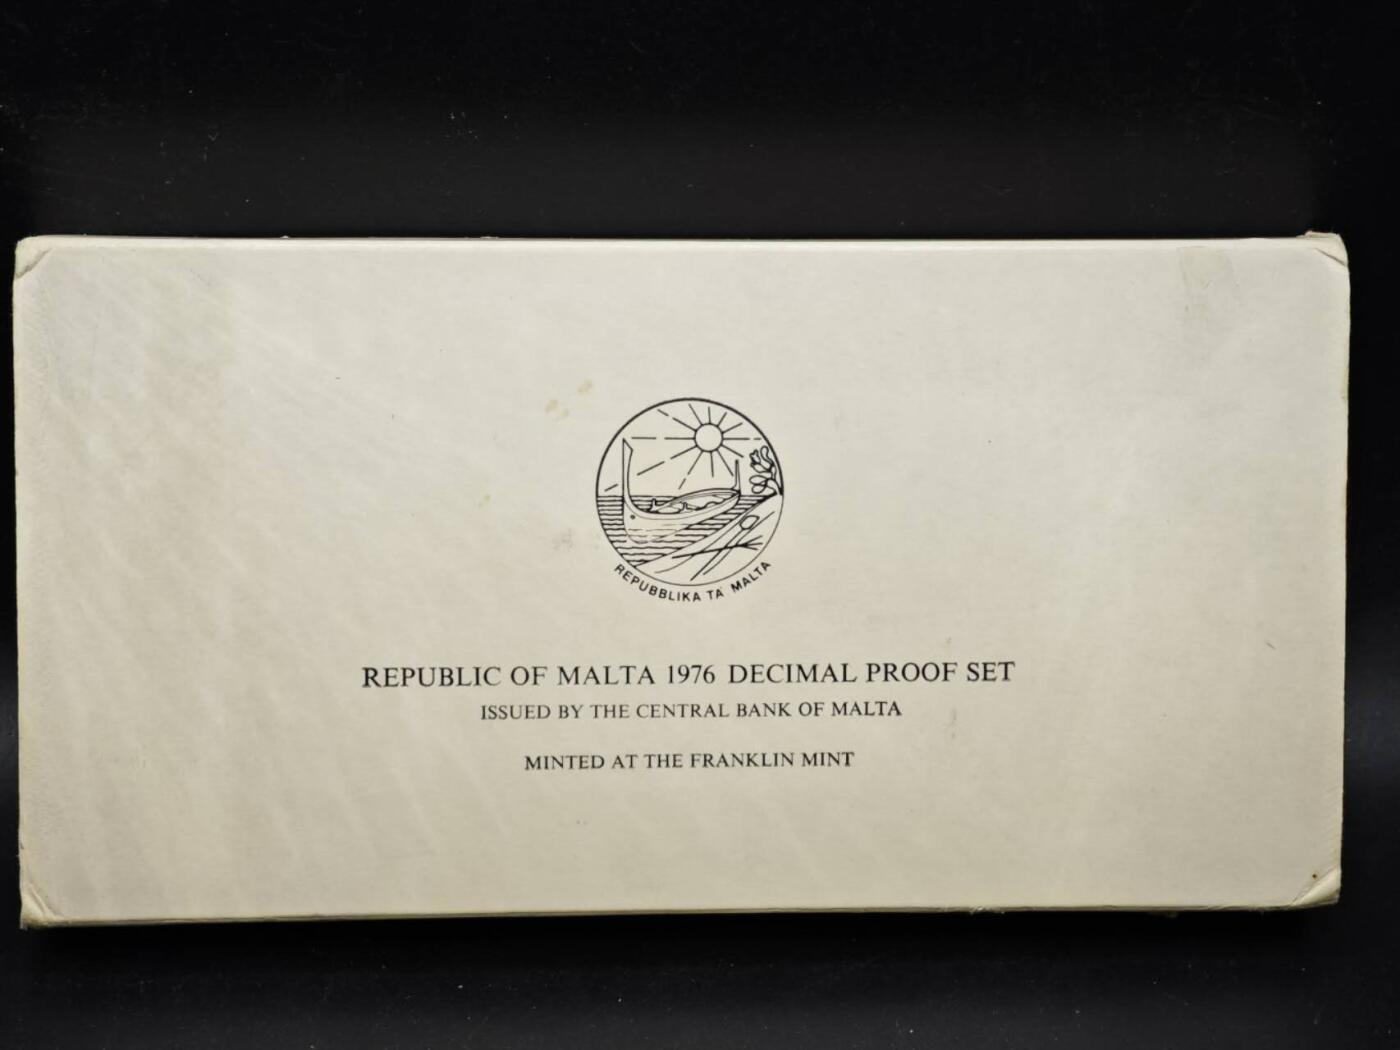 REPUBBLIKA TA' MALTA
REPUBLIC OF MALTA 1976 DECIMAL PROOF SET
ISSUED BY THE CENTRAL BANK OF MALTA
MINTED AT THE FRANKLIN MINT